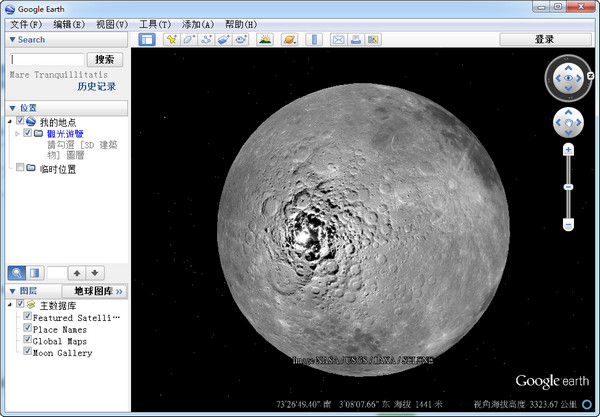 Google Earth
文件(F) 编辑(E) 视图(V) 工具(T) 添加(A) 帮助(H)
Search
搜索
Mare Tranquillitatis
历史记录
登录
位置
我的地点
觀光遊覽
請勾選 [3D 建築
物] 圖層
临时位置
图层
地球图库 >>
主数据库
Featured Satelli...
Place Names
Global Maps
Moon Gallery
Image NASA / USGS / JAXA / SELENE
Google earth
73°26'49.40" 南 3°08'07.66" 东 海拔 1441 米 视角海拔高度 3323.67 公里